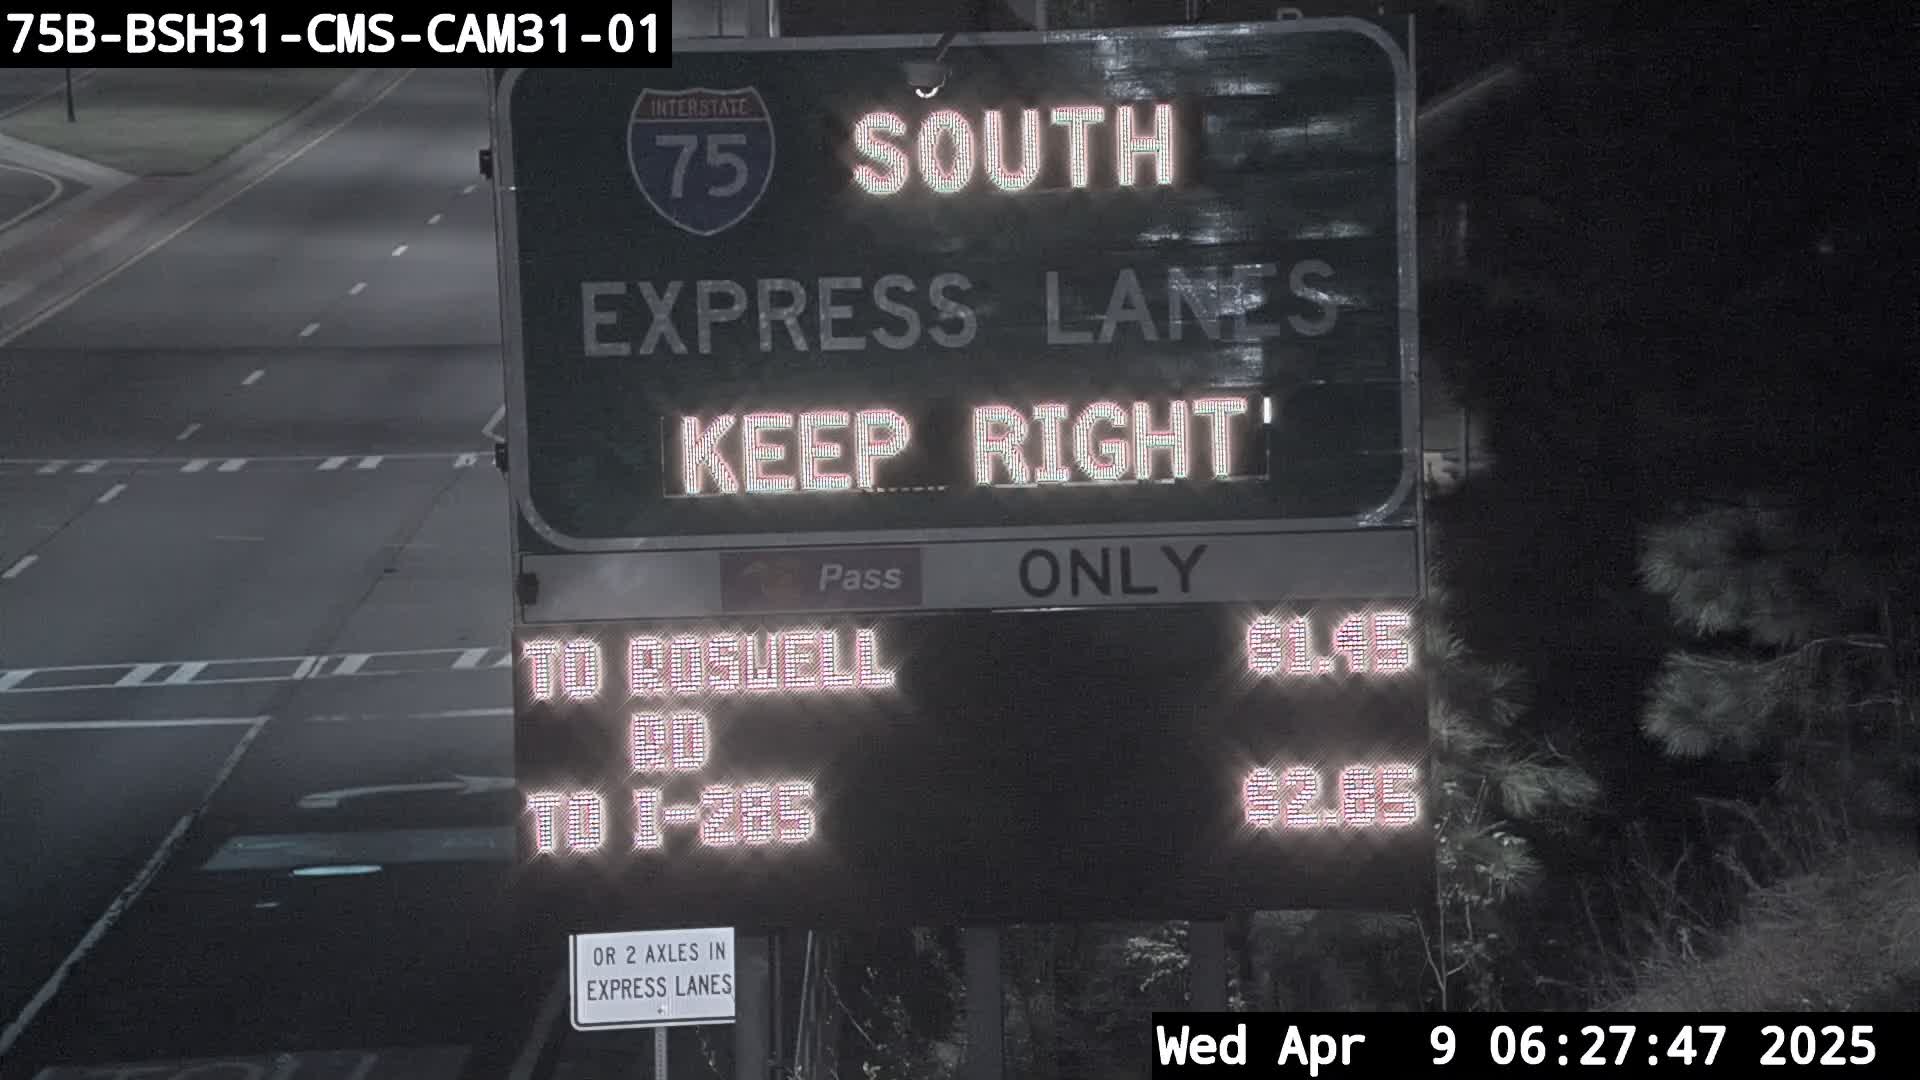 75B-BSH31-CMS-CAM31-01
INTERSTATE
75
SOUTH
EXPRESS LANES
KEEP RIGHT
Pass ONLY
TO ROSWELL $1.45
RD
TO I-285 $2.85
OR 2 AXLES IN
EXPRESS LANES
Wed Apr 9 06:27:47 2025